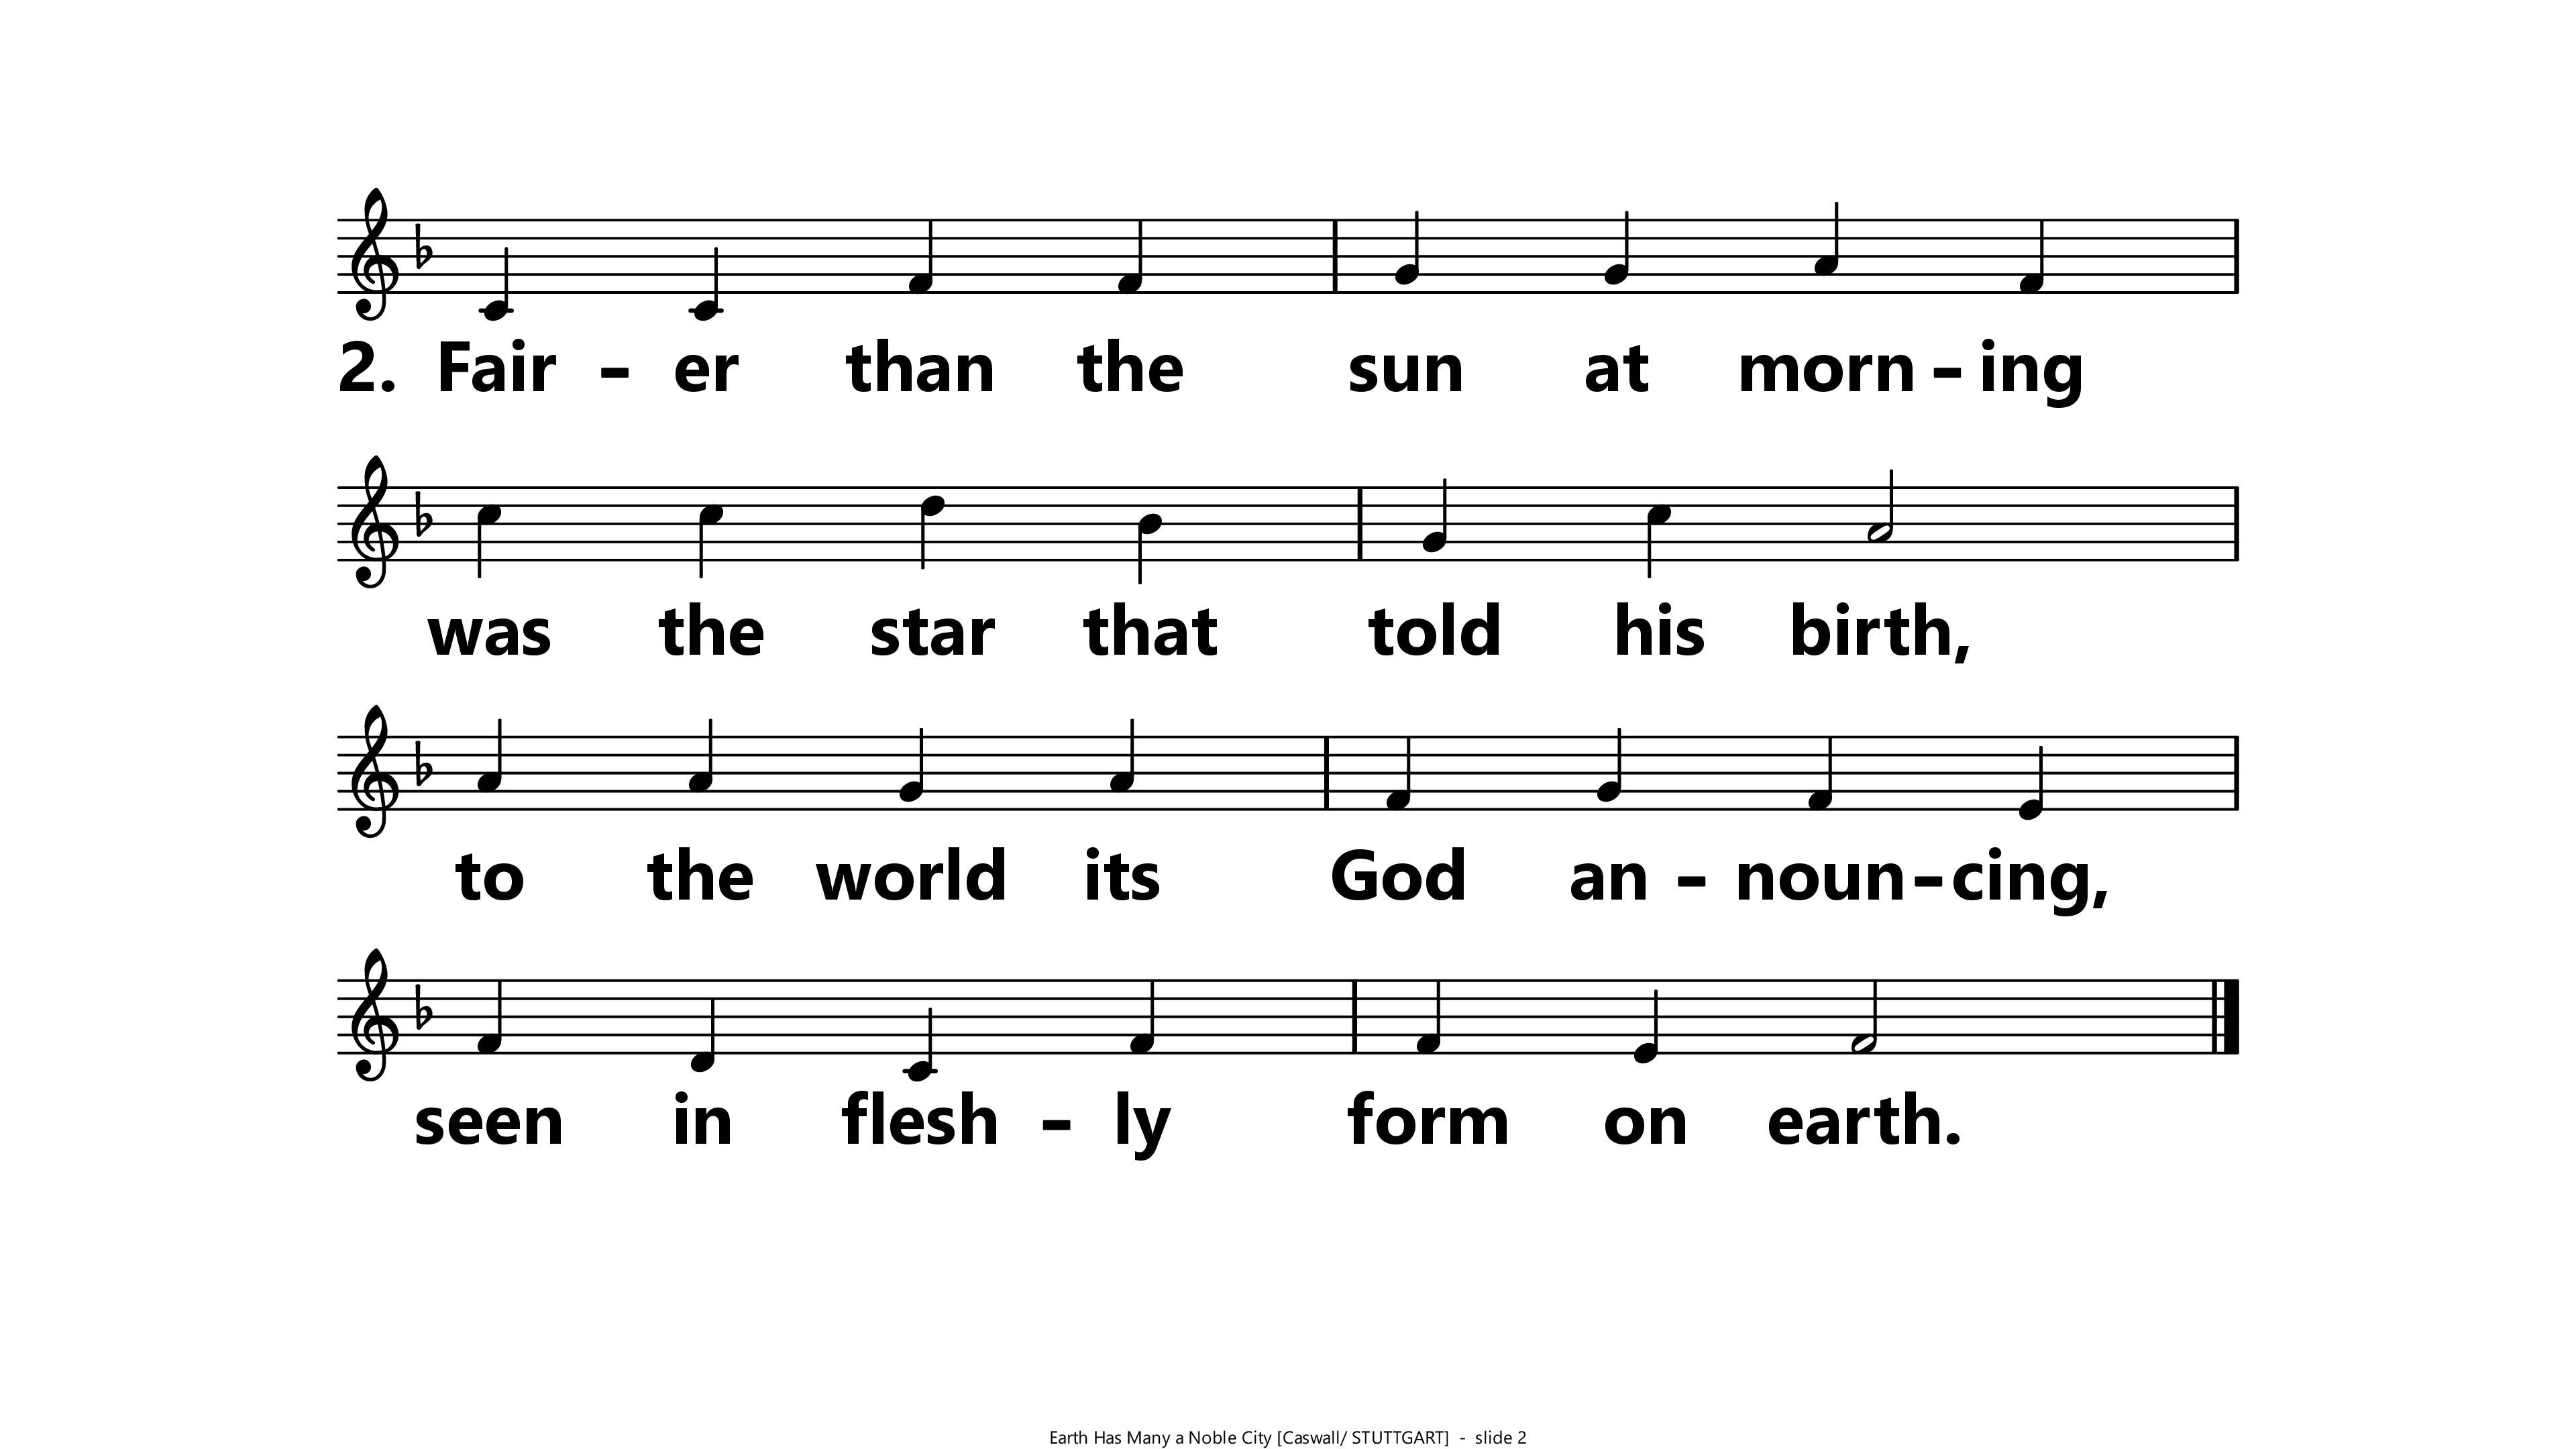 2. Fair - er than the sun at morn - ing
was the star that told his birth,
to the world its God an - noun - cing,
seen in flesh - ly form on earth.
Earth Has Many a Noble City [Caswall/ STUTTGART] - slide 2